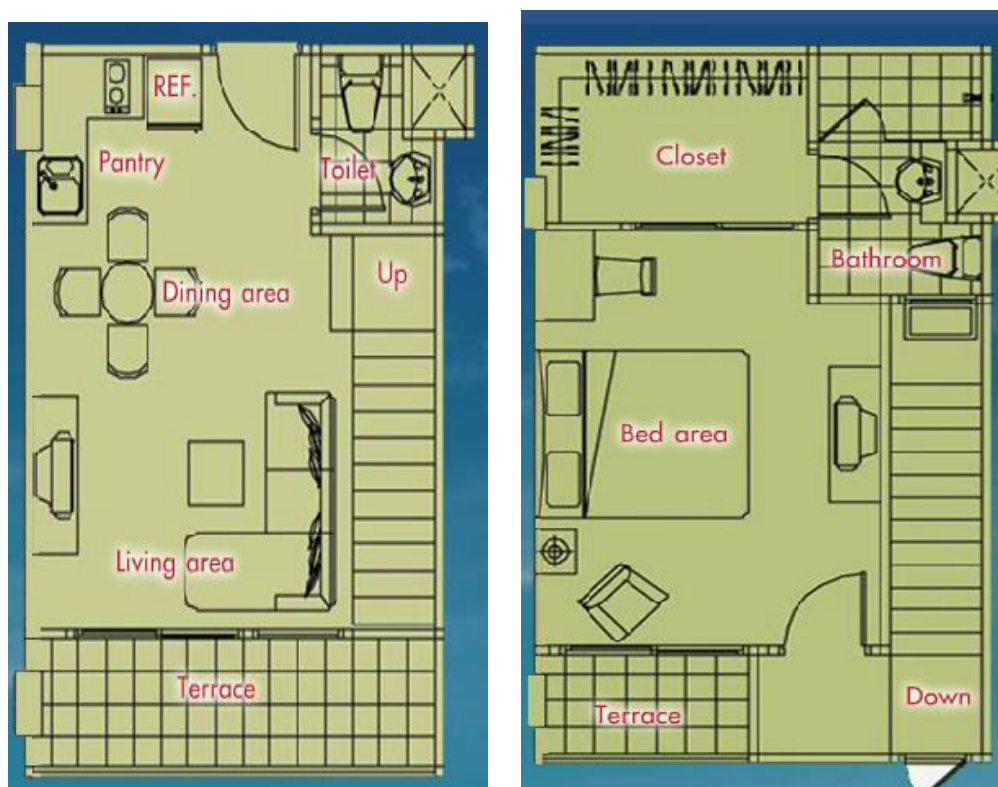 REF.
Pantry
Toilet
Up
Dining area
Living area
Terrace
Closet
Bathroom
Bed area
Terrace
Down